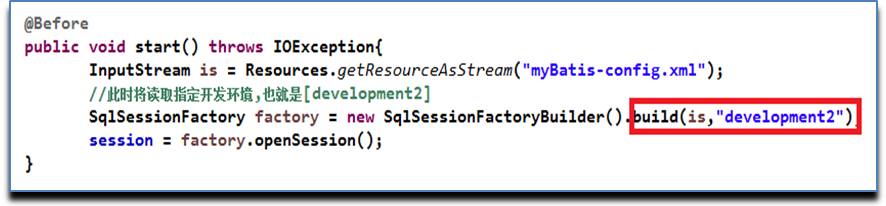 @Before
public void start() throws IOException{
InputStream is = Resources.getResourceAsStream("myBatis-config.xml");
//此时将读取指定开发环境,也就是[development2]
SqlSessionFactory factory = new SqlSessionFactoryBuilder().build(is,"development2")
session = factory.openSession();
}